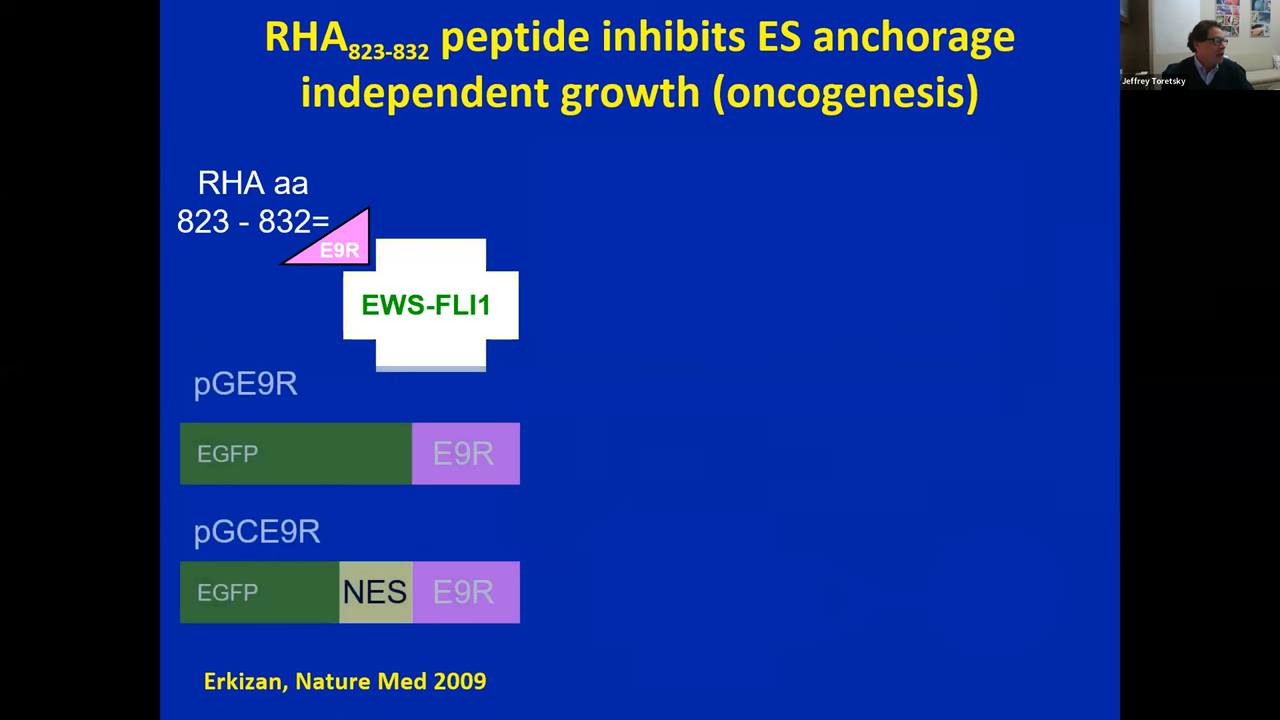 RHA823-832 peptide inhibits ES anchorage
independent growth (oncogenesis)
Jeffrey Toretsky
RHA aa
823 - 832=
E9R
EWS-FLI1
pGE9R
EGFP E9R
pGCE9R
EGFP NES E9R
Erkizan, Nature Med 2009